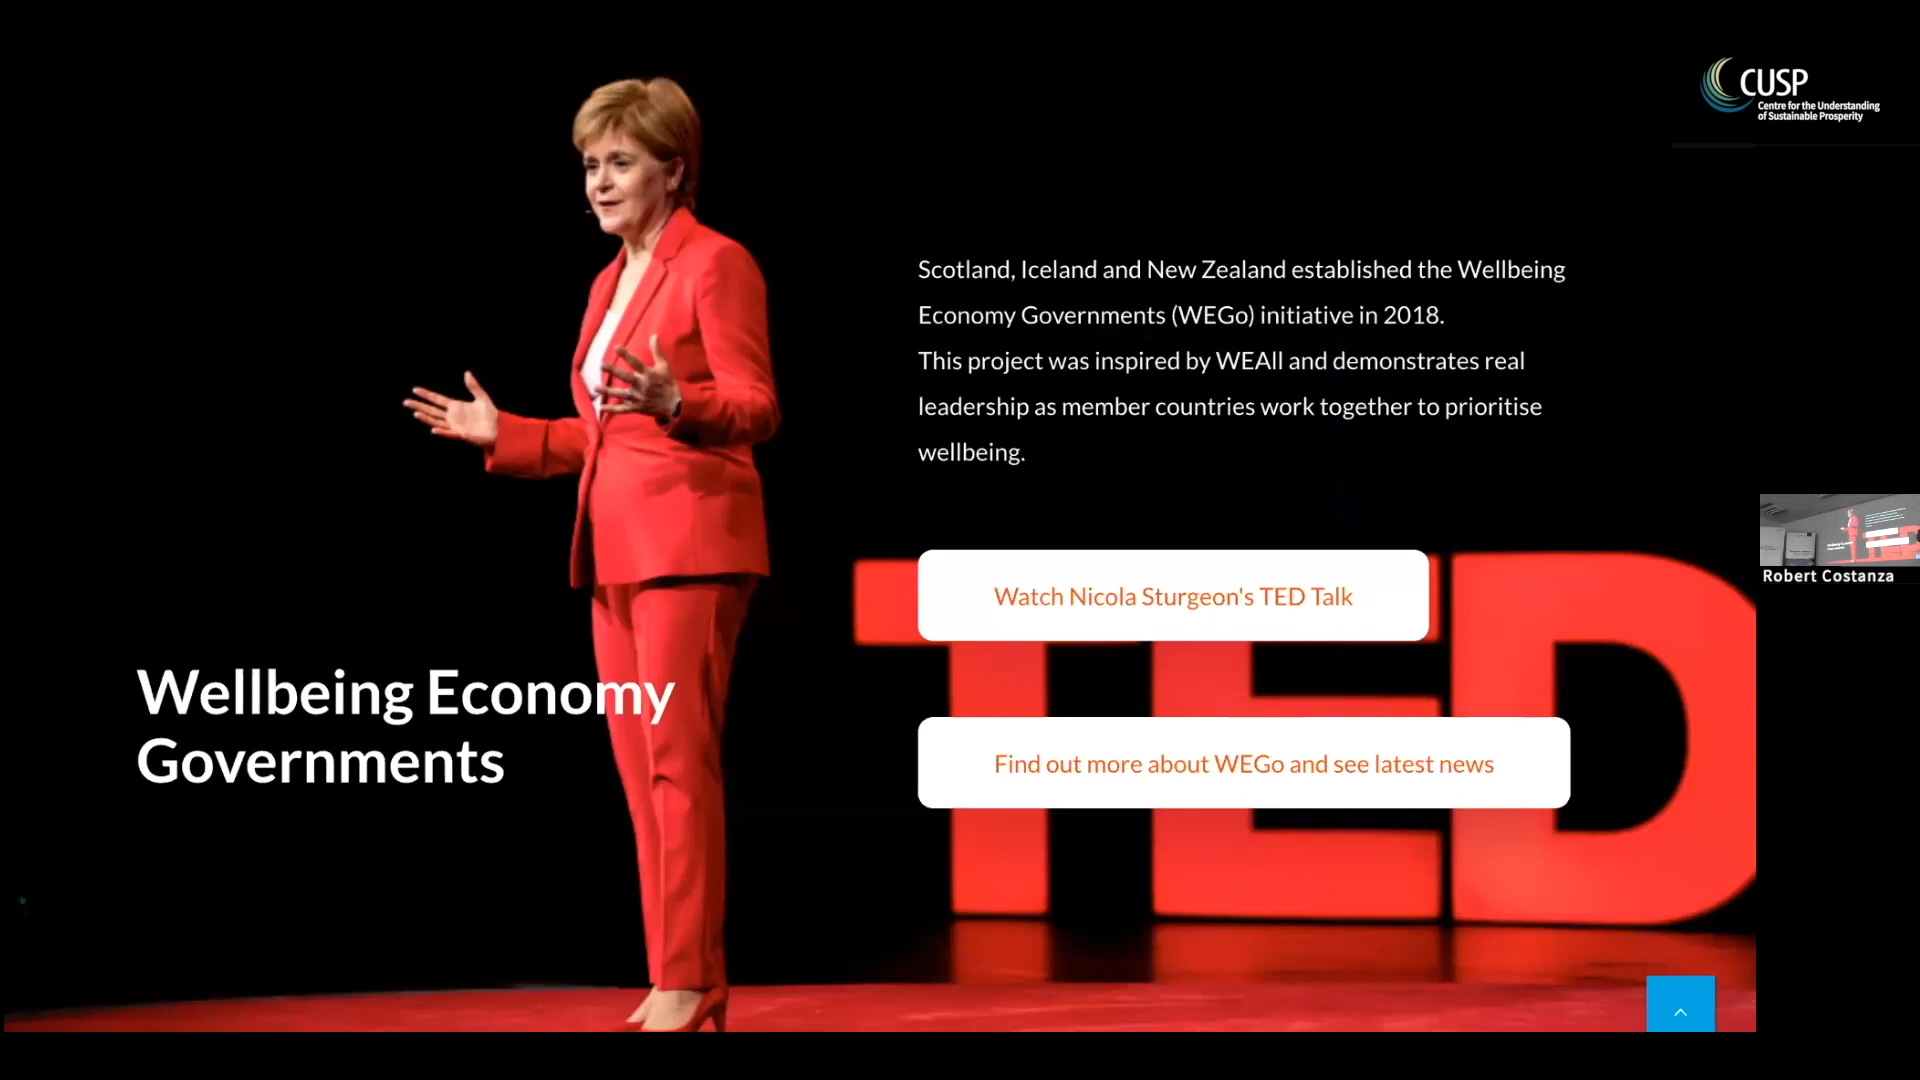 CUSP
Centre for the Understanding
of Sustainable Prosperity
Scotland, Iceland and New Zealand established the Wellbeing
Economy Governments (WEGo) initiative in 2018.
This project was inspired by WEAll and demonstrates real
leadership as member countries work together to prioritise
wellbeing.
Watch Nicola Sturgeon's TED Talk
TED
Find out more about WEGo and see latest news
Wellbeing Economy
Governments
Robert Costanza